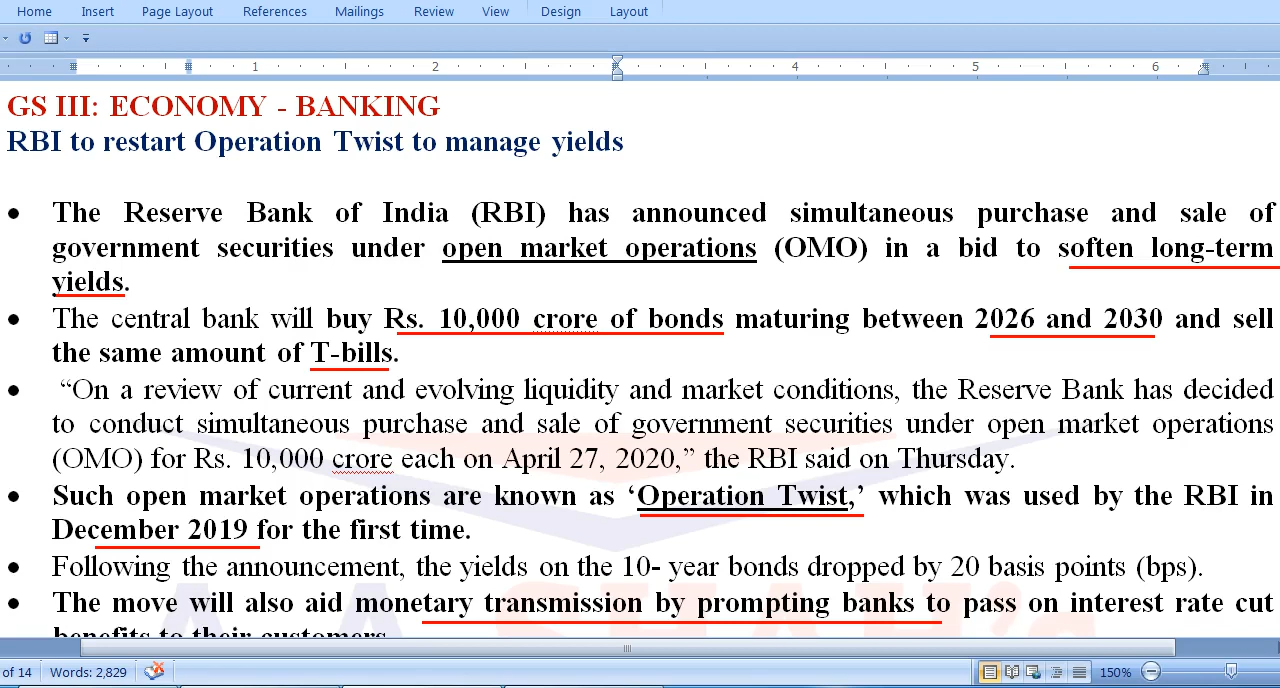 Home Insert Page Layout References Mailings Review View Design Layout
1 2 4 5 6
GS III: ECONOMY - BANKING
RBI to restart Operation Twist to manage yields
• The Reserve Bank of India (RBI) has announced simultaneous purchase and sale of
government securities under open market operations (OMO) in a bid to soften long-term
yields.
• The central bank will buy Rs. 10,000 crore of bonds maturing between 2026 and 2030 and sell
the same amount of T-bills.
• “On a review of current and evolving liquidity and market conditions, the Reserve Bank has decided
to conduct simultaneous purchase and sale of government securities under open market operations
(OMO) for Rs. 10,000 crore each on April 27, 2020,” the RBI said on Thursday.
• Such open market operations are known as ‘Operation Twist,’ which was used by the RBI in
December 2019 for the first time.
• Following the announcement, the yields on the 10- year bonds dropped by 20 basis points (bps).
• The move will also aid monetary transmission by prompting banks to pass on interest rate cut
benefits to their customers
of 14 Words: 2,829 150%